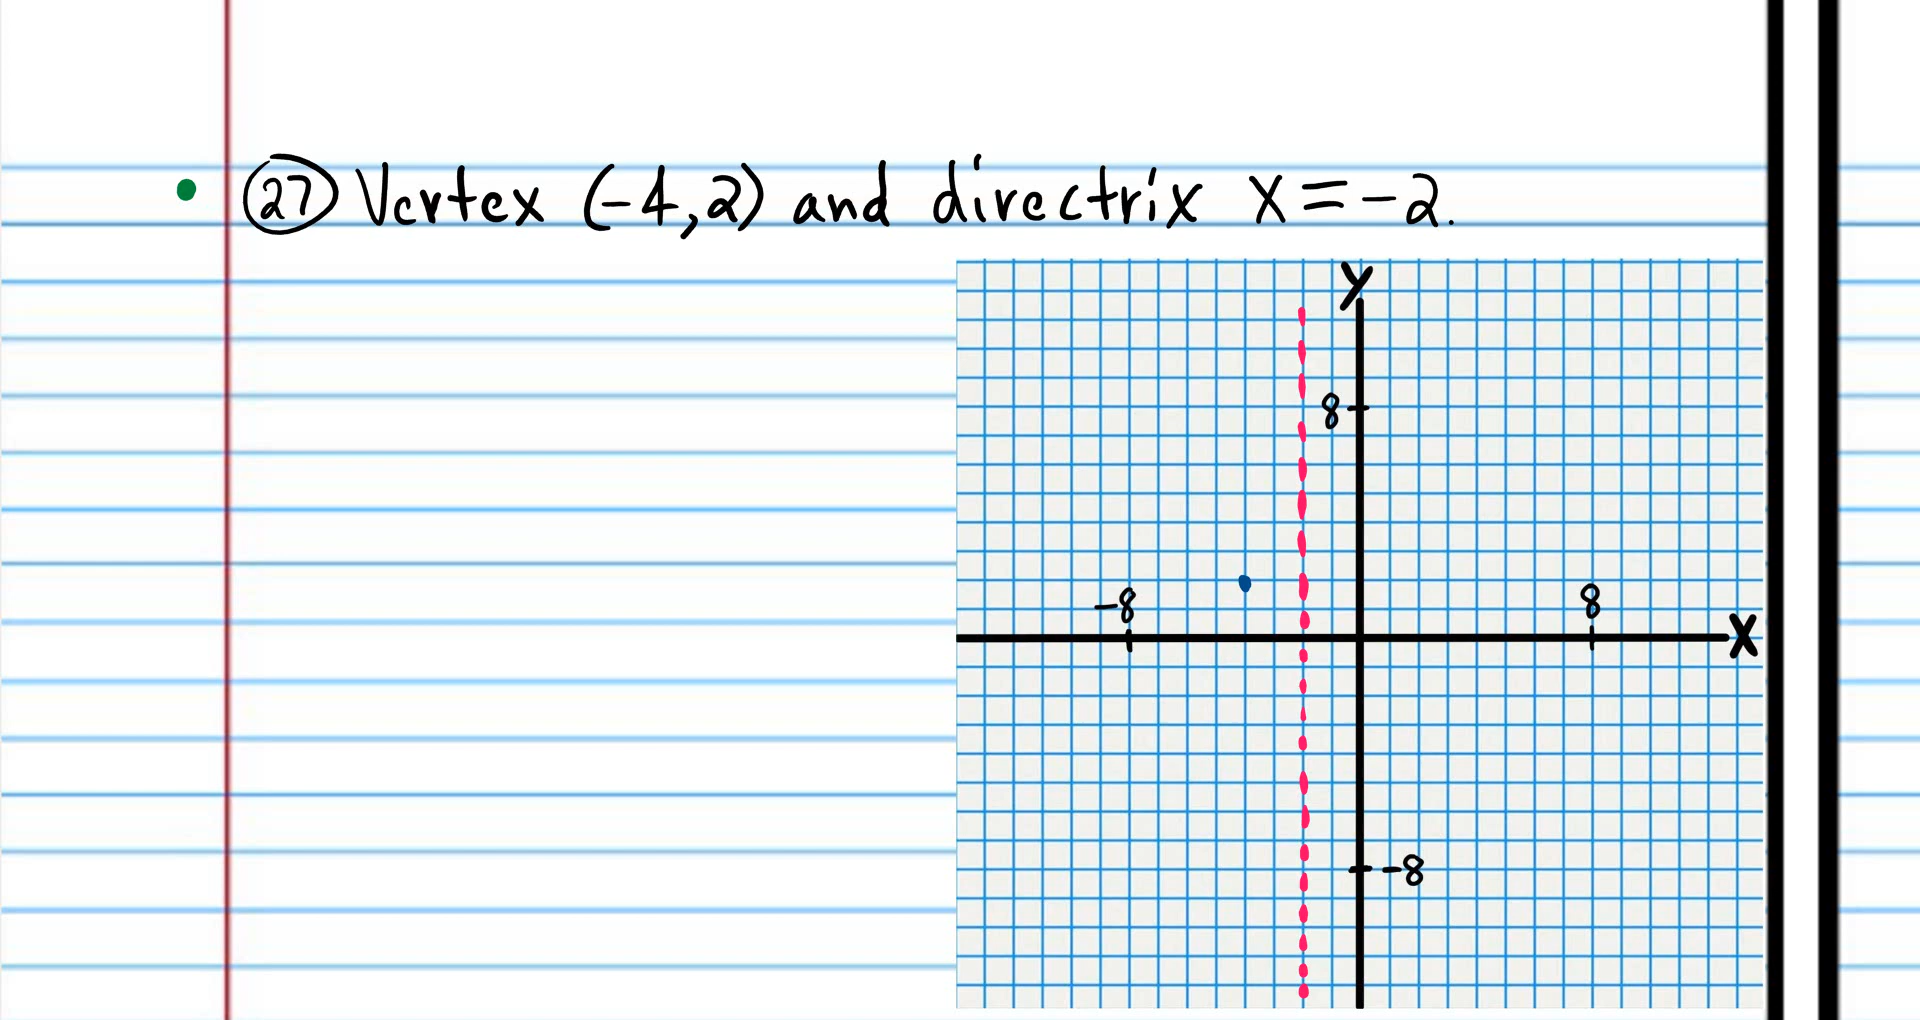 27 Vertex (-4,2) and directrix X=-2.
Y
8
-8
8
X
-8